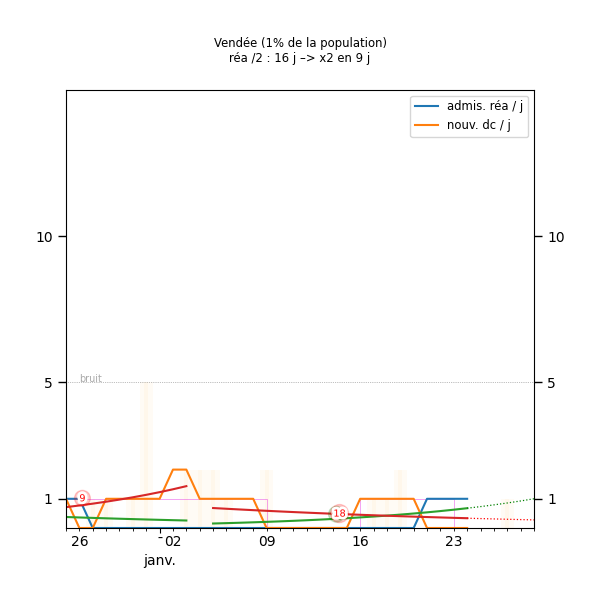 Vendée (1% de la population)
réa /2 : 16 j –> x2 en 9 j
admis. réa / j
nouv. dc / j
10
10
5
5
bruit
1
1
9
18
26
02
09
16
23
janv.